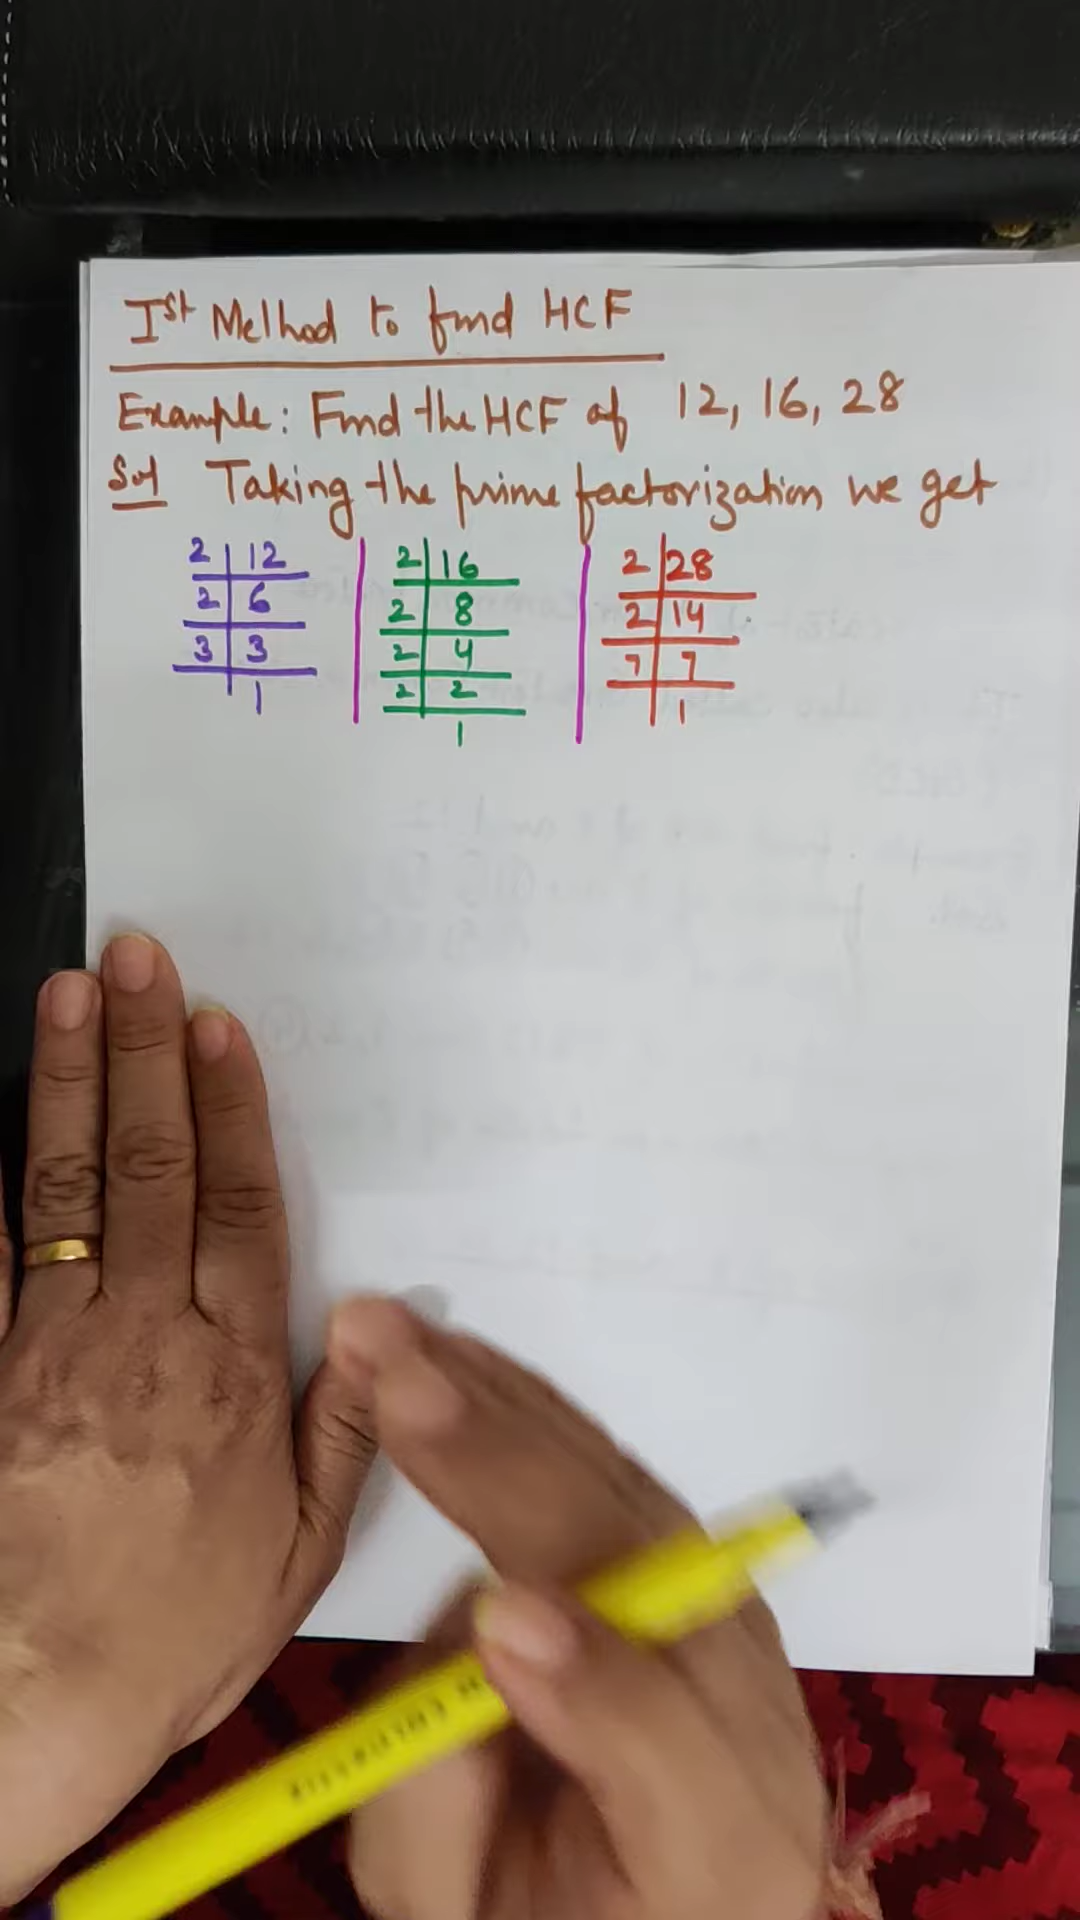 Ist Method to find HCF
Example: Find the HCF of 12, 16, 28
Sol Taking the prime factorization we get
2 | 12
2 | 6
3 | 3
1
2 | 16
2 | 8
2 | 4
2 | 2
1
2 | 28
2 | 14
7 | 7
1